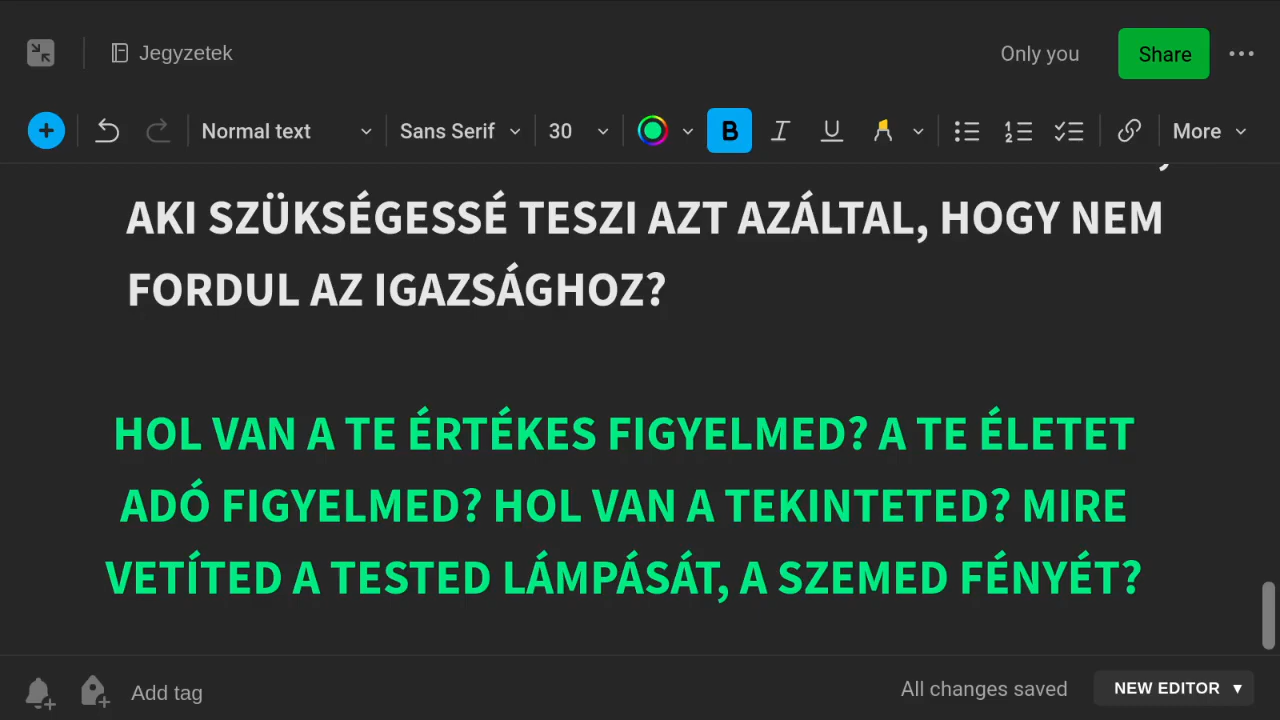 Jegyzetek
Only you
Share
Normal text
Sans Serif
30
B
I
U
More
AKI SZÜKSÉGESSÉ TESZI AZT AZÁLTAL, HOGY NEM
FORDUL AZ IGAZSÁGHOZ?
HOL VAN A TE ÉRTÉKES FIGYELMED? A TE ÉLETET
ADÓ FIGYELMED? HOL VAN A TEKINTETED? MIRE
VETÍTED A TESTED LÁMPÁSÁT, A SZEMED FÉNYÉT?
Add tag
All changes saved
NEW EDITOR